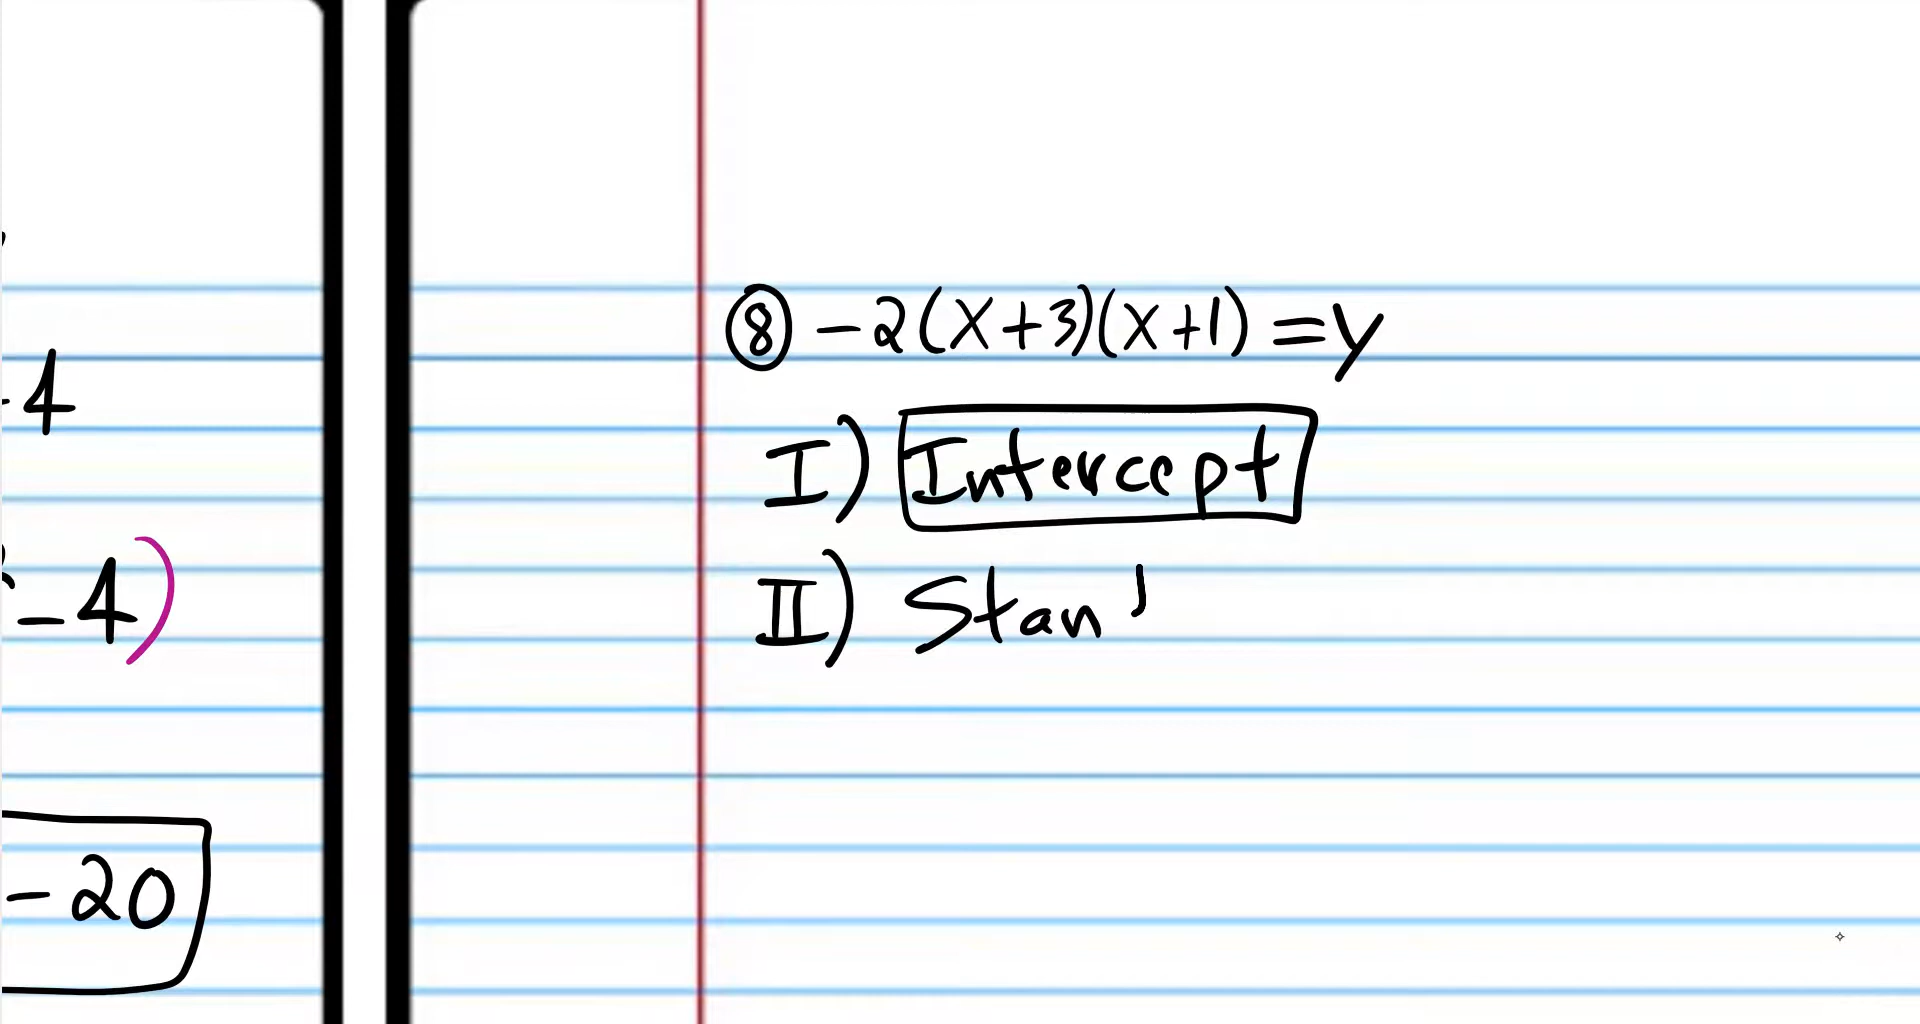 -4
-4)
-20
⑧ -2(x+3)(x+1)=y
I) Intercept
II) Stan